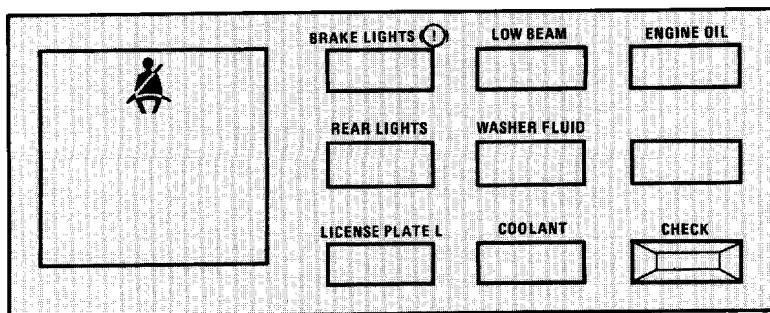 BRAKE LIGHTS (!) LOW BEAM ENGINE OIL
REAR LIGHTS WASHER FLUID
LICENSE PLATE L COOLANT CHECK